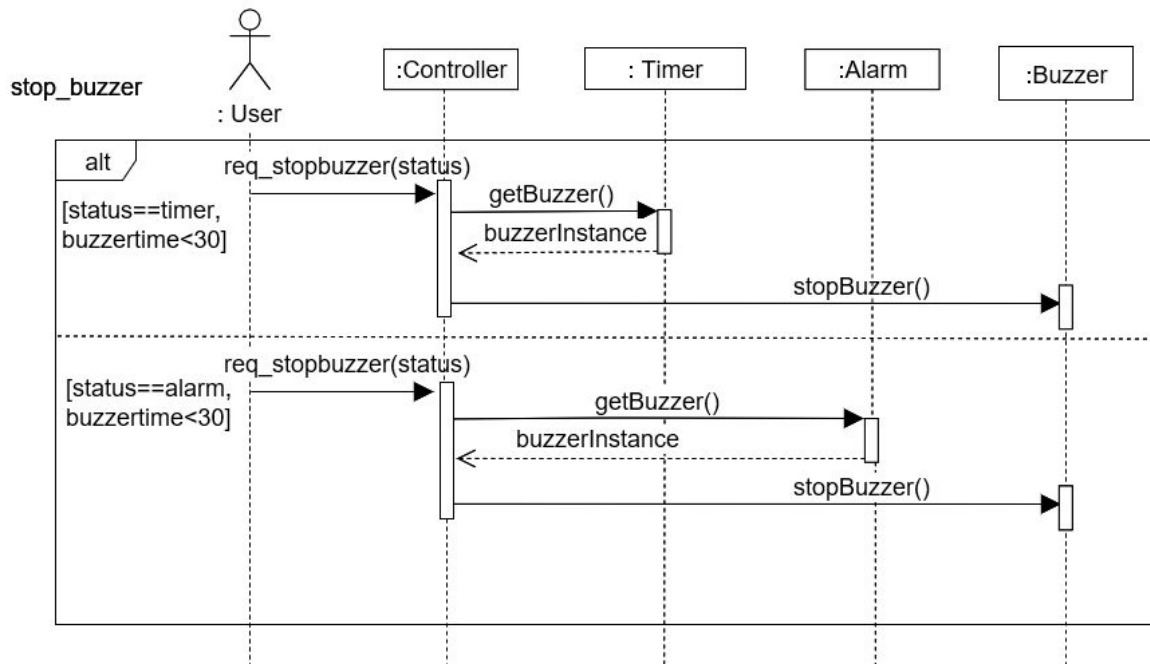 stop_buzzer
: User
:Controller
: Timer
:Alarm
:Buzzer
alt
req_stopbuzzer(status)
[status==timer,
buzzertime<30]
getBuzzer()
buzzerInstance
stopBuzzer()
req_stopbuzzer(status)
[status==alarm,
buzzertime<30]
getBuzzer()
buzzerInstance
stopBuzzer()